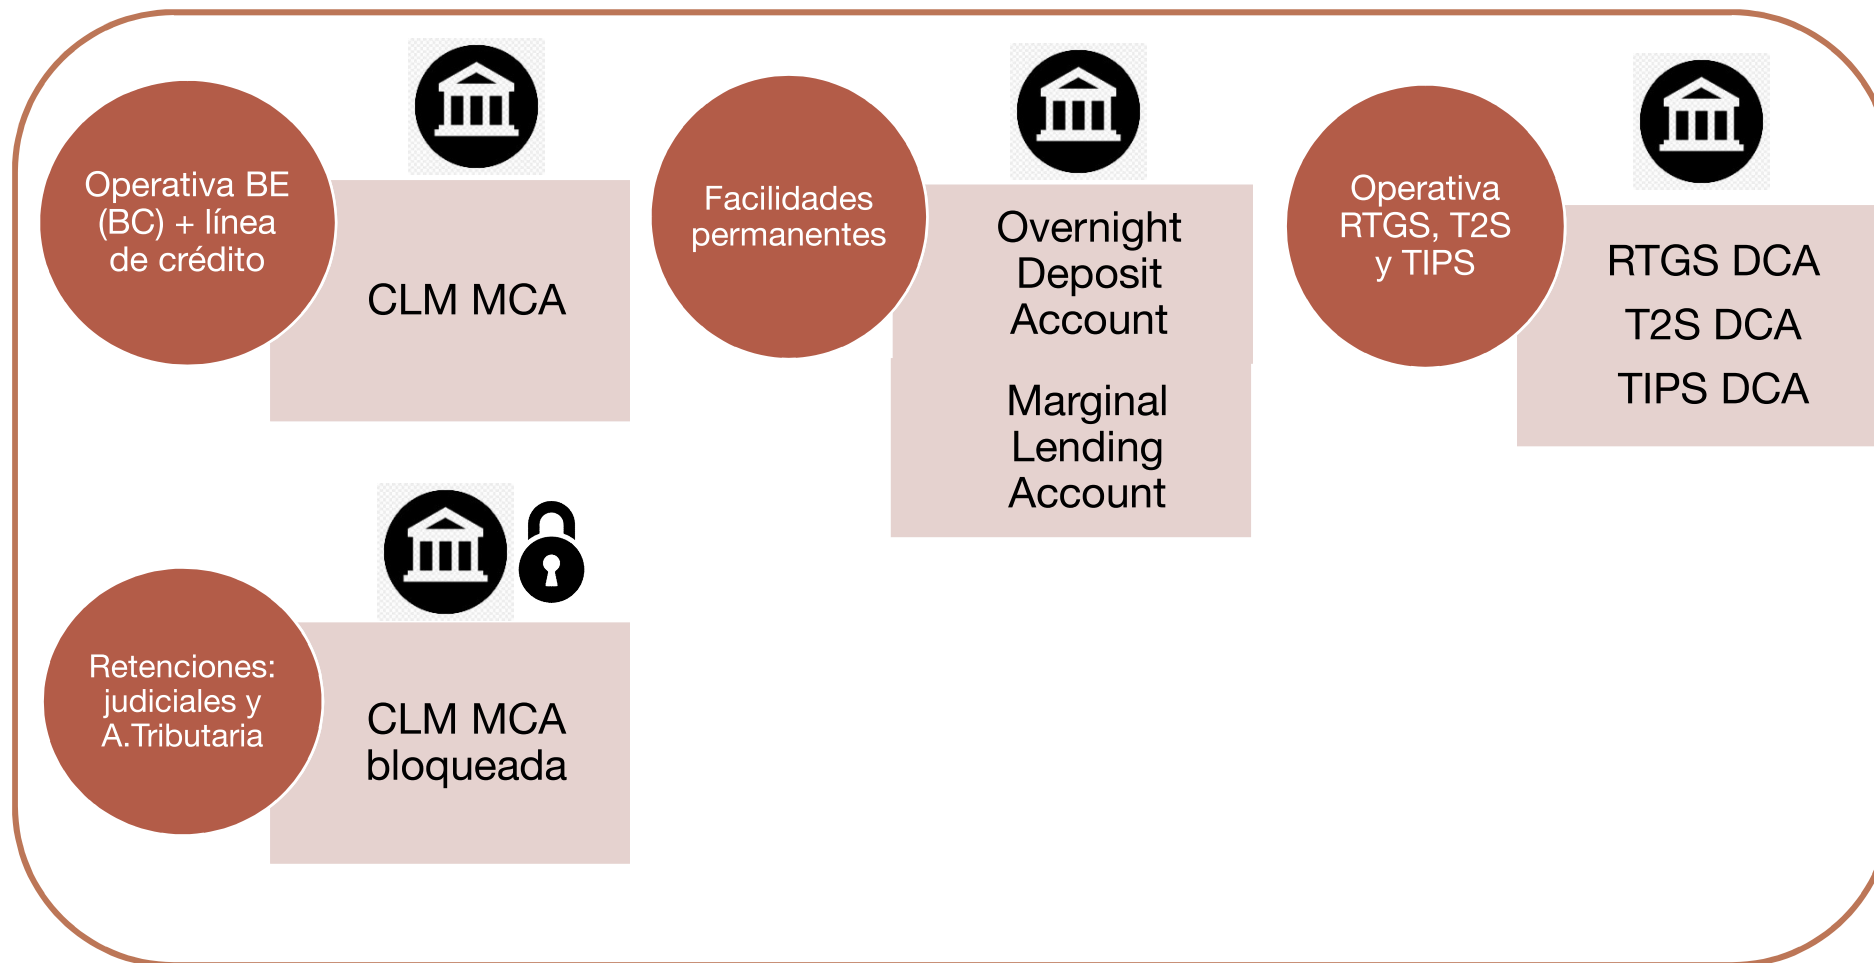 Operativa BE
(BC) + línea
de crédito
CLM MCA
Facilidades
permanentes
Overnight
Deposit
Account
Marginal
Lending
Account
Operativa
RTGS, T2S
y TIPS
RTGS DCA
T2S DCA
TIPS DCA
Retenciones:
judiciales y
A.Tributaria
CLM MCA
bloqueada